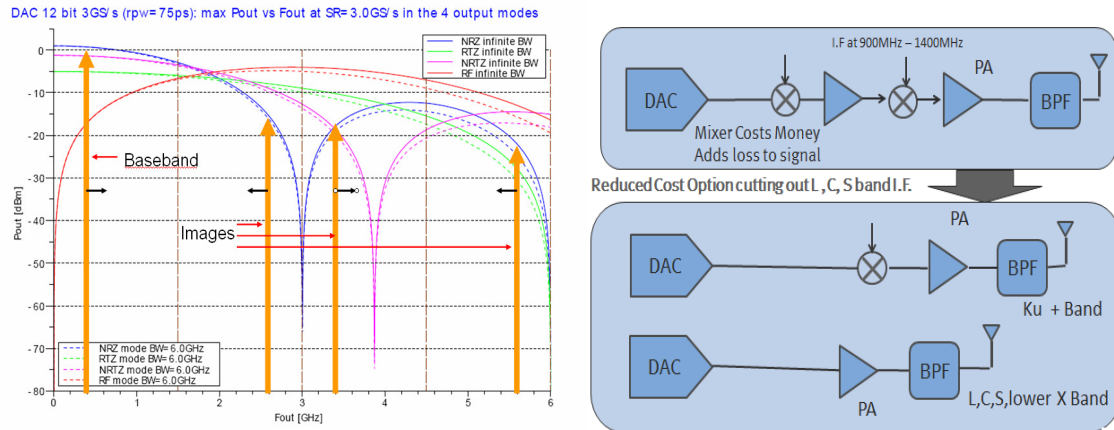 DAC 12 bit 3GS/s (rpw= 75ps): max Pout vs Fout at SR= 3.0GS/s in the 4 output modes
NRZ infinite BW
RTZ infinite BW
NRTZ infinite BW
RF infinite BW
Pout [dBm]
0
-10
-20
-30
-40
-50
-60
-70
-80
Baseband
Images
NRZ mode BW= 6.0GHz
RTZ mode BW= 6.0GHz
NRTZ mode BW= 6.0GHz
RF mode BW= 6.0GHz
0
1
2
3
4
5
6
Fout [GHz]
I.F at 900MHz – 1400MHz
PA
DAC
BPF
Mixer Costs Money
Adds loss to signal
Reduced Cost Option cutting out L, C, S band I.F.
PA
DAC
BPF
Ku + Band
DAC
BPF
PA
L,C,S,lower X Band